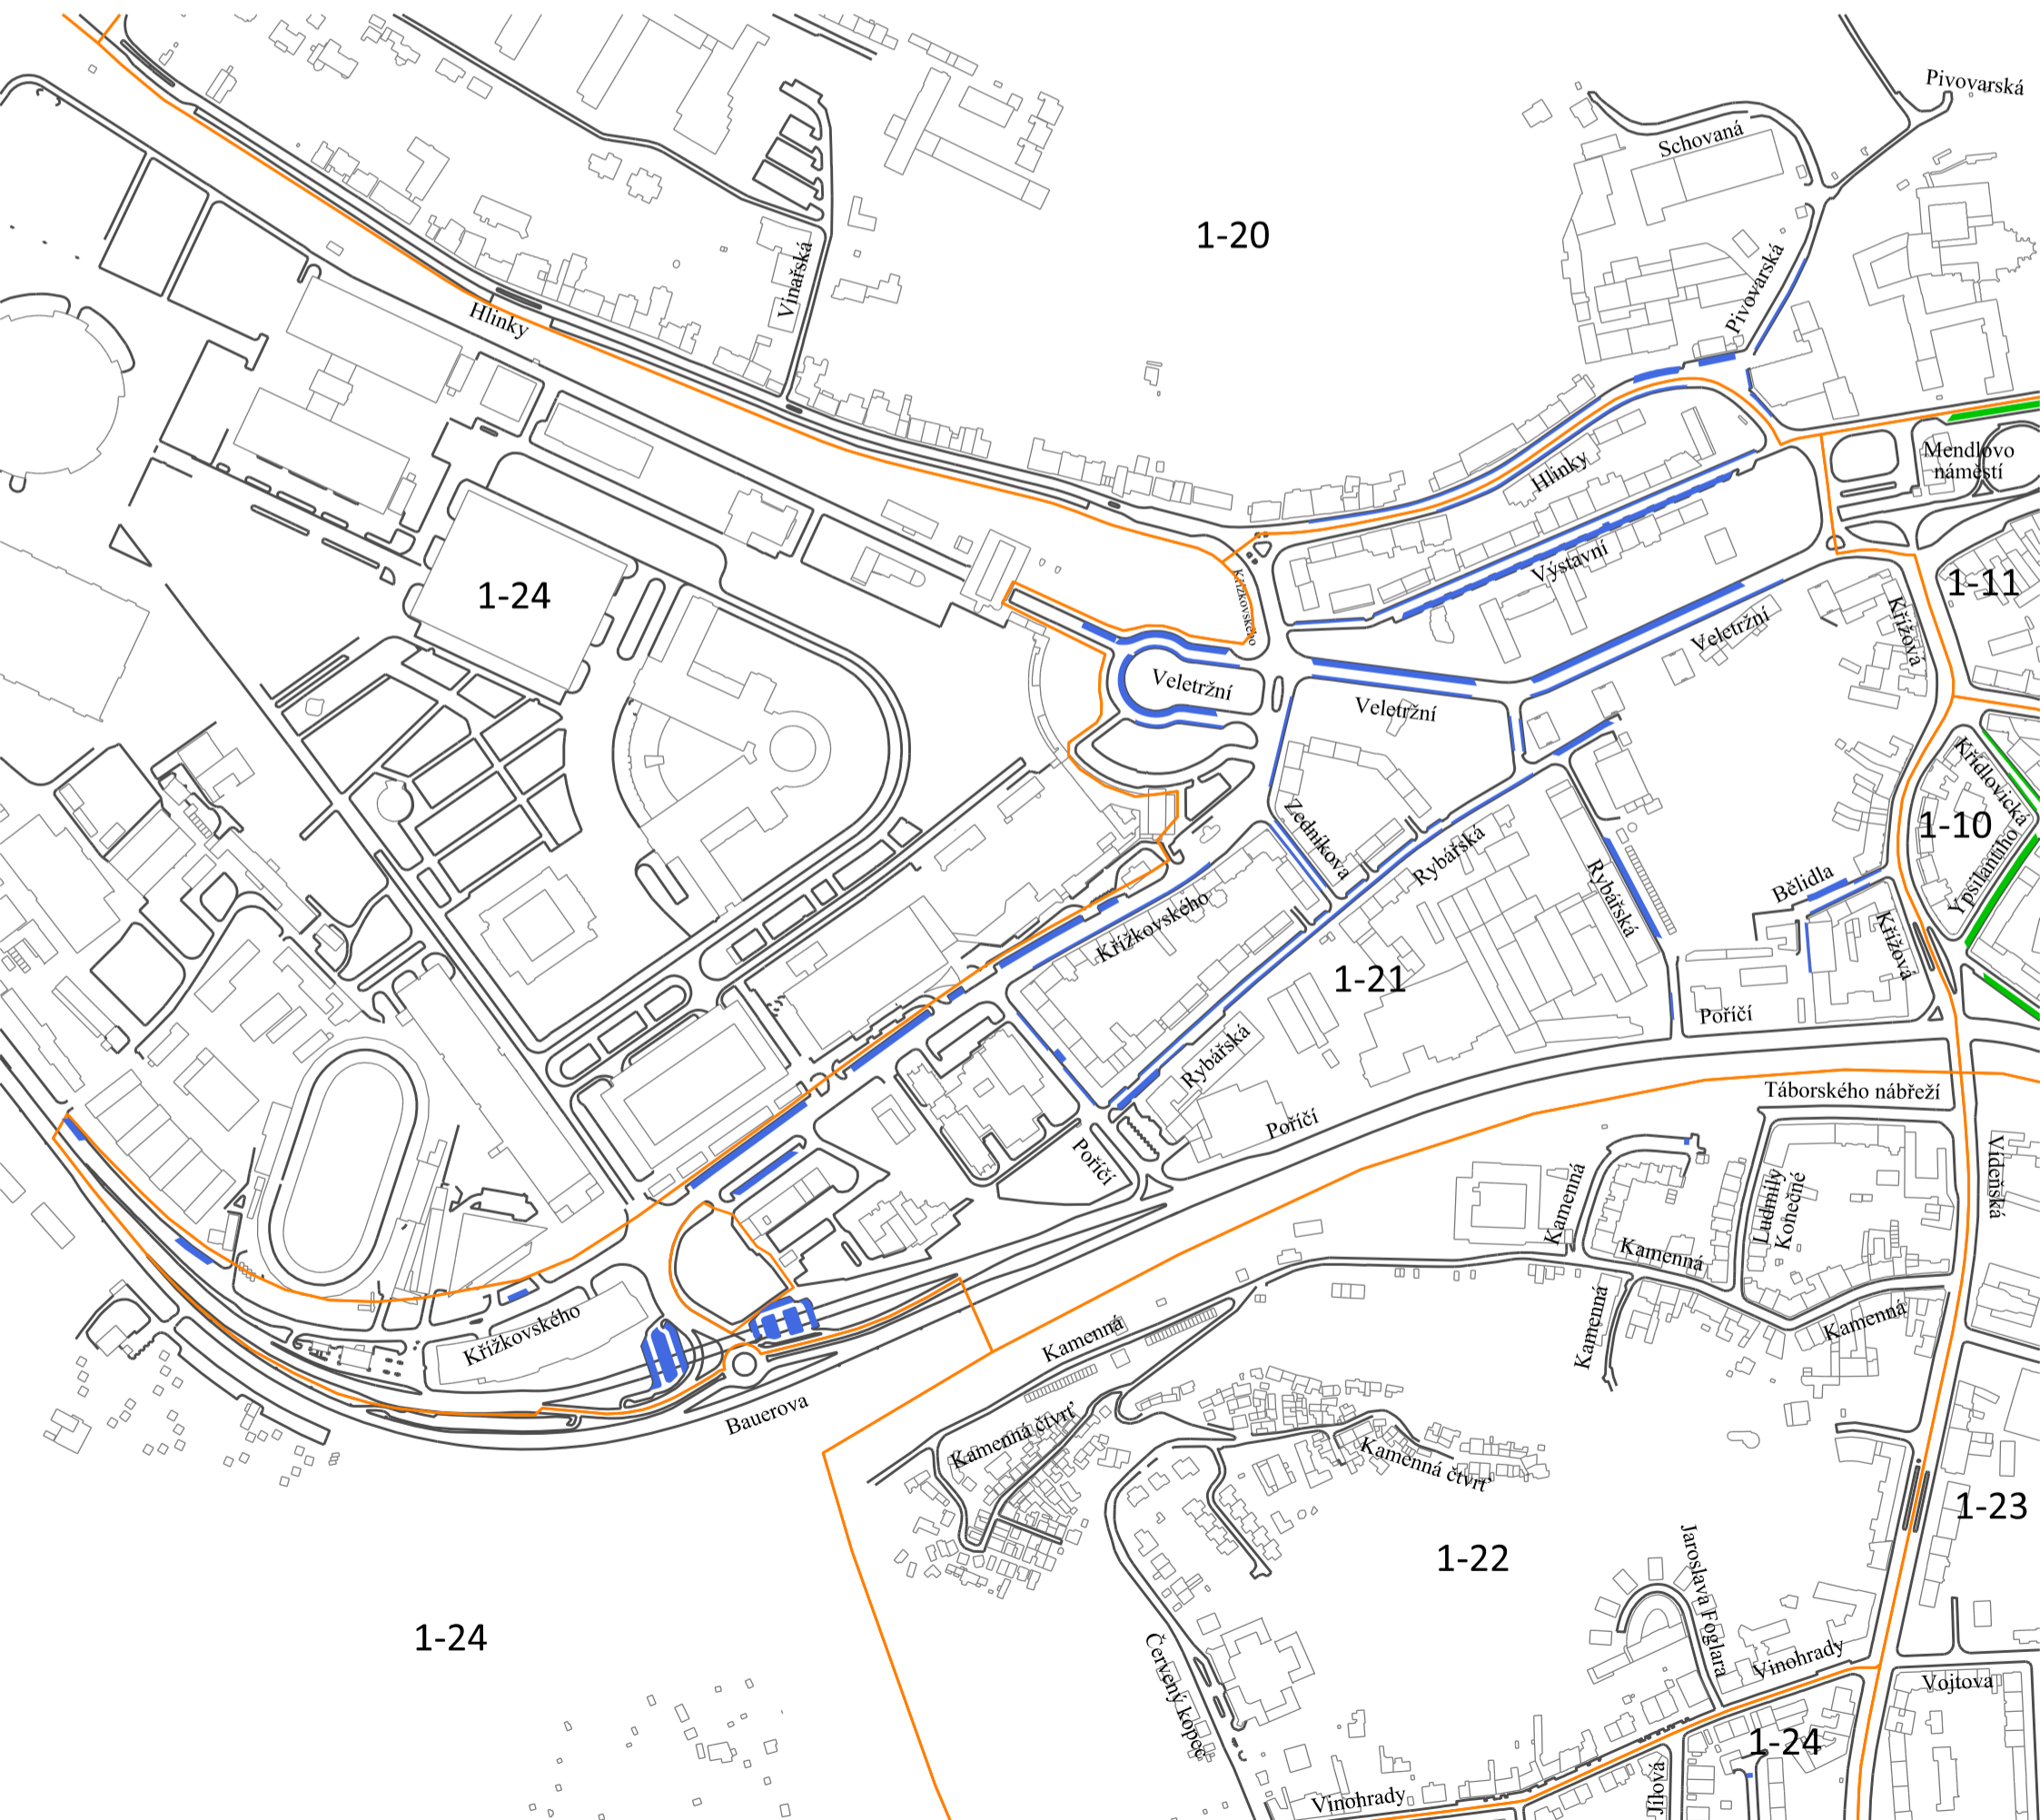 Pivovarská
Schovaná
1-20
Vinařská
Pivovarská
Hlinky
Mendlovo
náměstí
Hlinky
Výstavní
1-24
Křížkovského
1-11
Křížová
Veletržní
Veletržní
Veletržní
Křídlovická
1-10
Zedníkova
Rybářská
Ypsilantiho
Bělidla
Rybářská
Křížkovského
Křížová
1-21
Poříčí
Rybářská
Táborského nábřeží
Poříčí
Poříčí
Vídeňská
Kamenná
Ludmily
Konečné
Kamenná
Křížkovského
Kamenná
Kamenná
Kamenná
Bauerova
Kamenná čtvrť
Kamenná čtvrť
1-23
1-22
Jaroslava Foglara
1-24
Červený kopec
Vinohrady
Vojtova
1-24
Jílová
Vinohrady